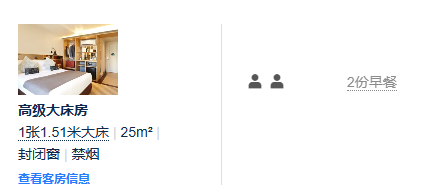 高级大床房
1张1.51米大床 | 25m² |
封闭窗 | 禁烟
查看客房信息
2份早餐